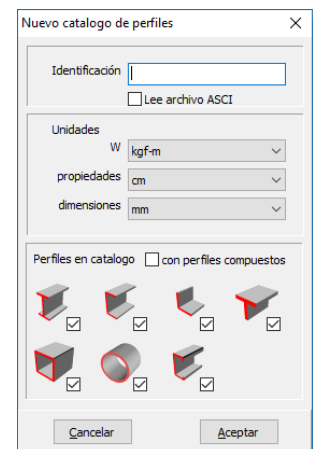 Nuevo catalogo de perfiles
Identificación
Lee archivo ASCI
Unidades
W kgf-m
propiedades cm
dimensiones mm
Perfiles en catalogo con perfiles compuestos
Cancelar Aceptar